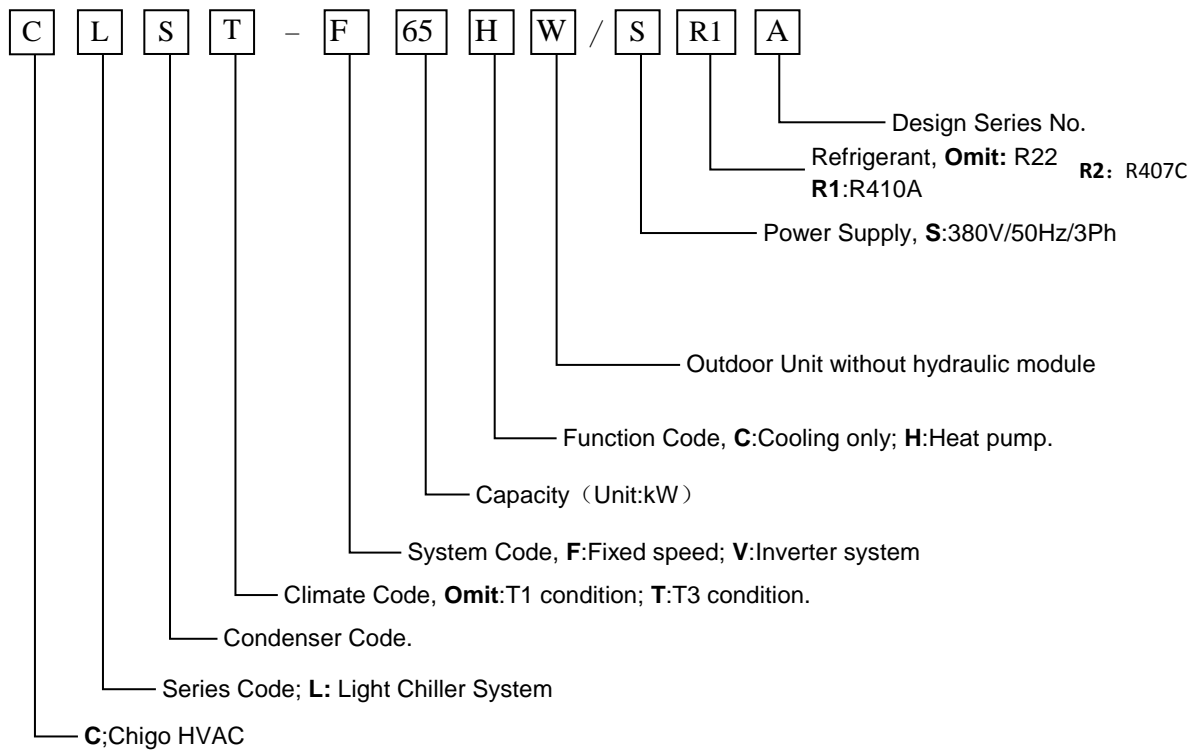 C L S T - F 65 H W / S R1 A
Design Series No.
Refrigerant, Omit: R22 R2：R407C
R1:R410A
Power Supply, S:380V/50Hz/3Ph
Outdoor Unit without hydraulic module
Function Code, C:Cooling only; H:Heat pump.
Capacity（Unit:kW）
System Code, F:Fixed speed; V:Inverter system
Climate Code, Omit:T1 condition; T:T3 condition.
Condenser Code.
Series Code; L: Light Chiller System
C;Chigo HVAC